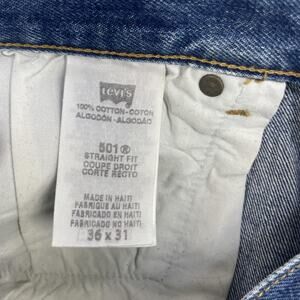 Levi's
100% COTTON-COTON
ALGODÓN-ALGODÃO
501®
STRAIGHT FIT
COUPE DROIT
CORTE RECTO
MADE IN HAITI
FABRIQUE AU HAITI
FABRICADO EN HAITI
FABRICADO NO HAITI
36 x 31